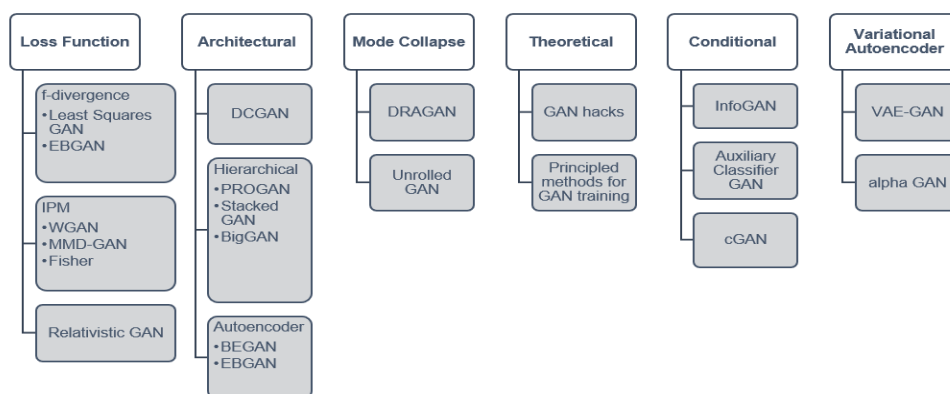 Loss Function
f-divergence
•Least Squares
GAN
•EBGAN
IPM
•WGAN
•MMD-GAN
•Fisher
Relativistic GAN
Architectural
DCGAN
Hierarchical
•PROGAN
•Stacked
GAN
•BigGAN
Autoencoder
•BEGAN
•EBGAN
Mode Collapse
DRAGAN
Unrolled
GAN
Theoretical
GAN hacks
Principled
methods for
GAN training
Conditional
InfoGAN
Auxiliary
Classifier
GAN
cGAN
Variational
Autoencoder
VAE-GAN
alpha GAN